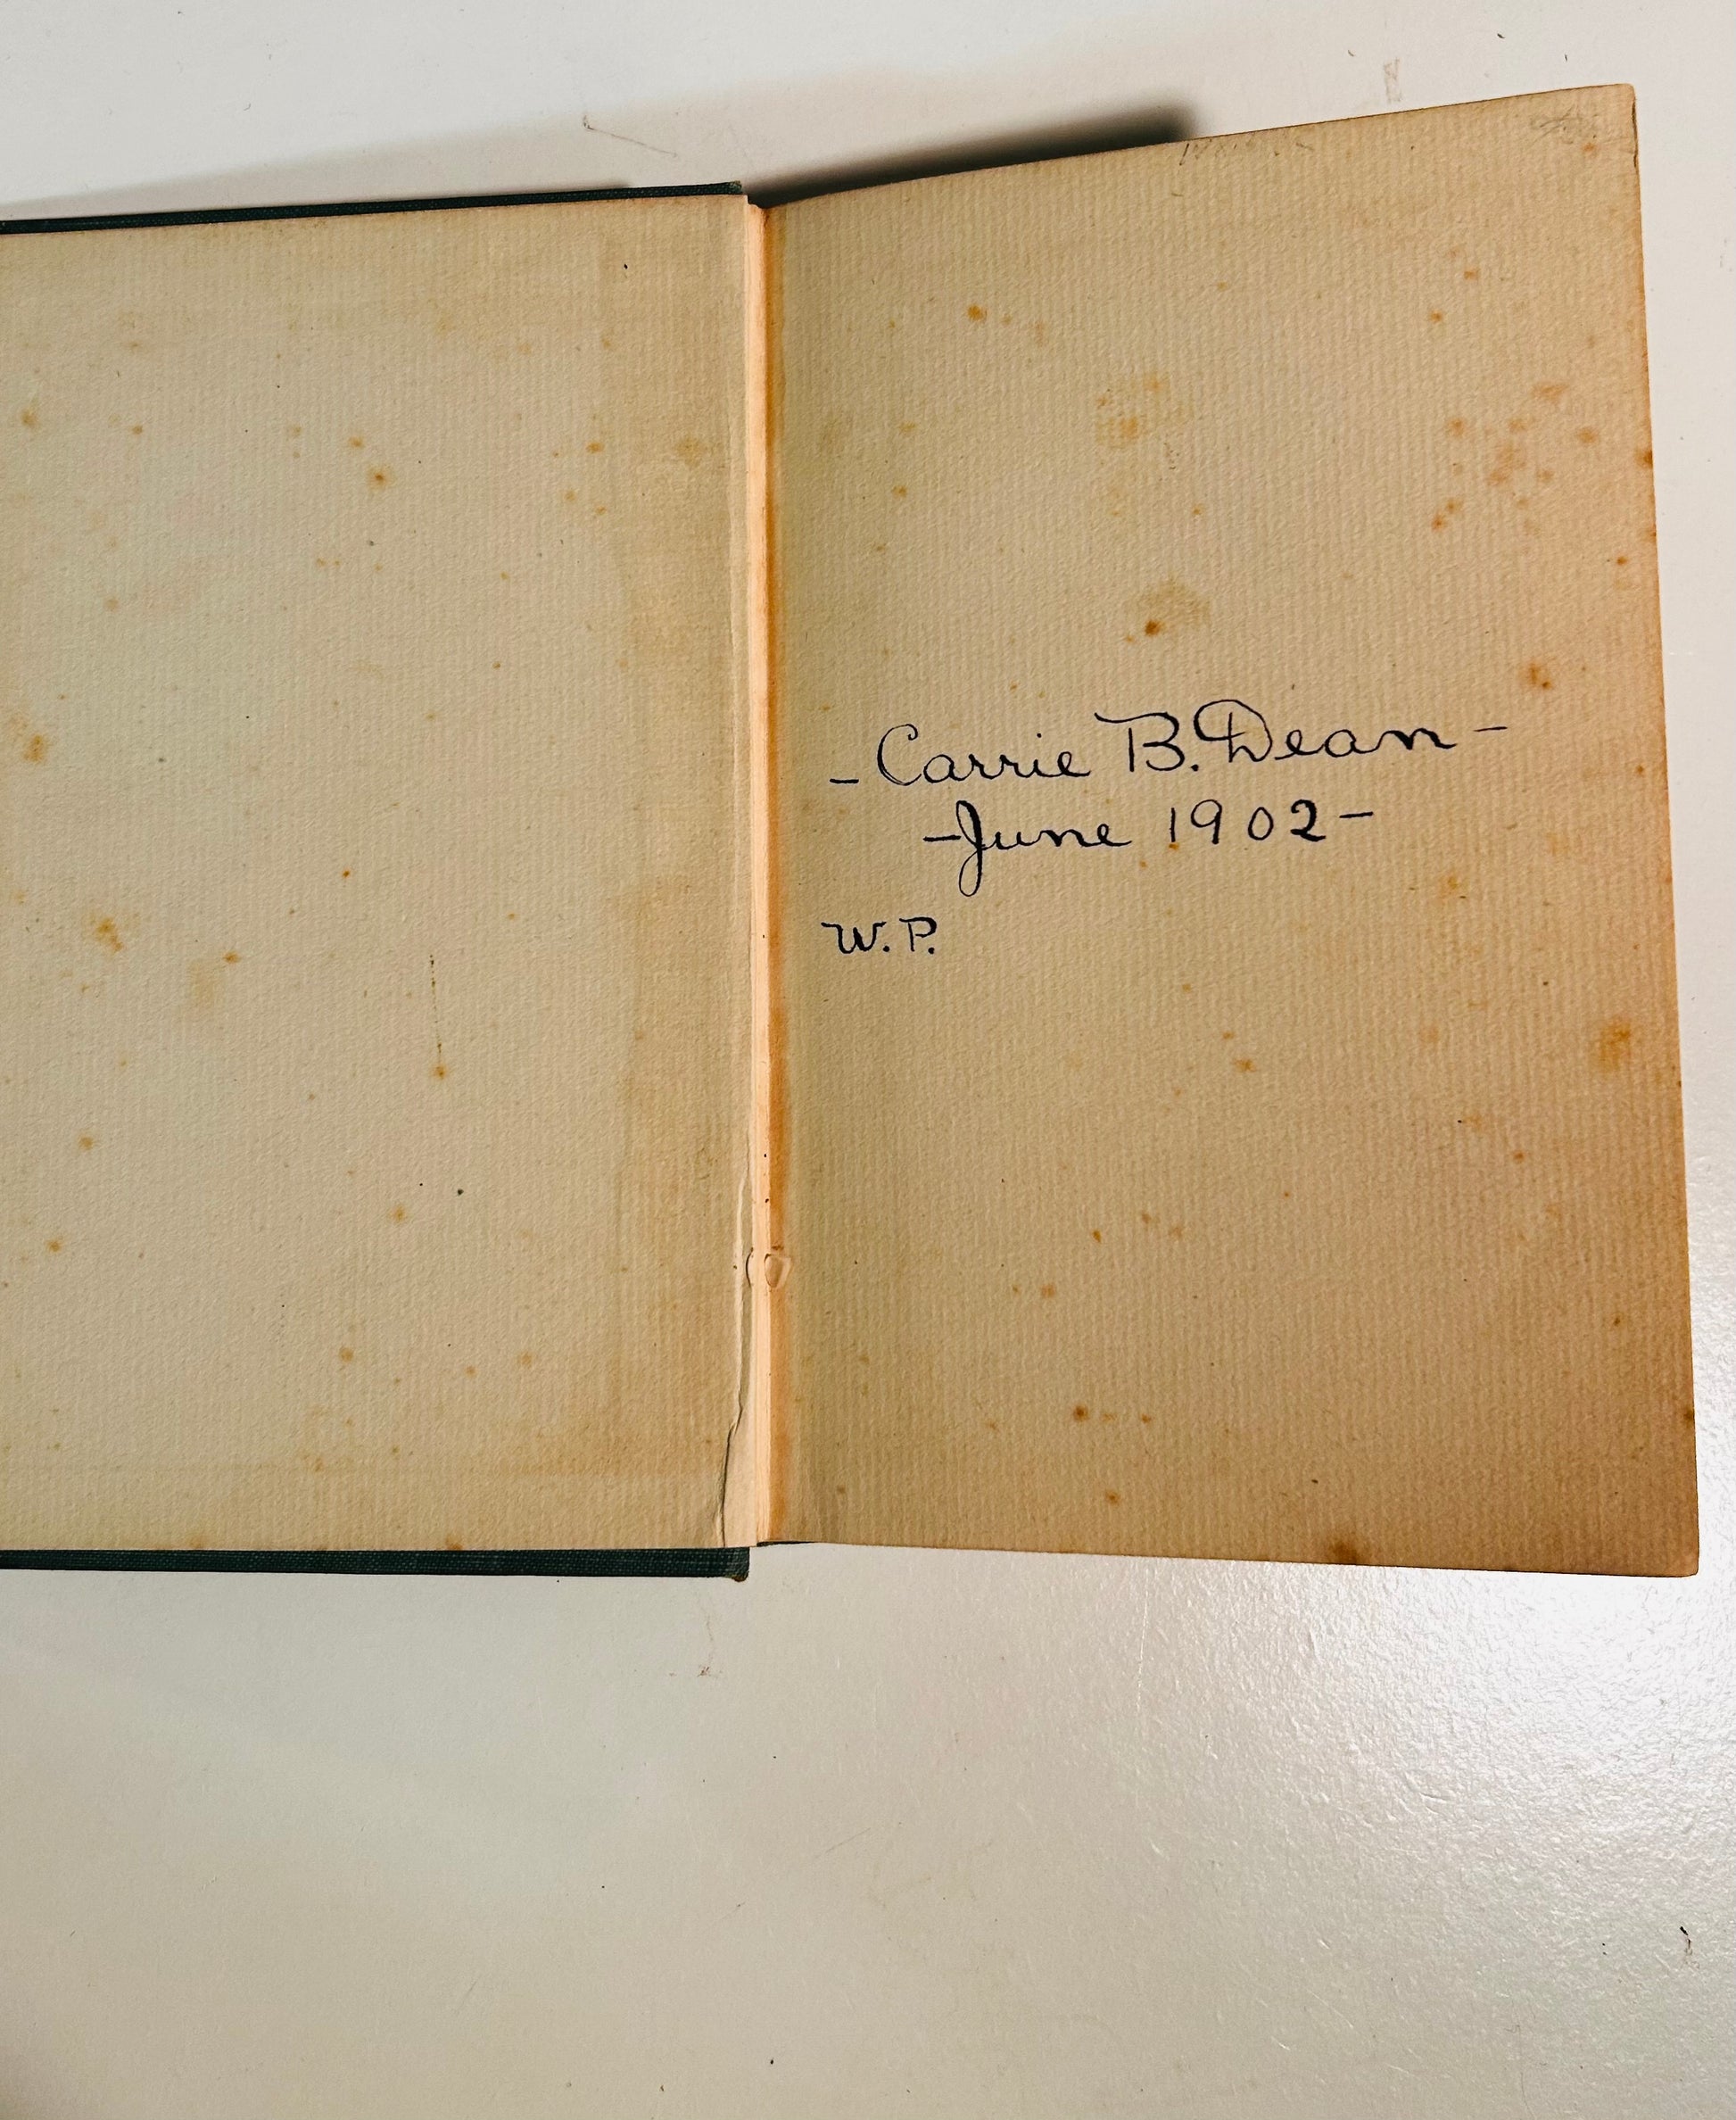 - Carrie B. Dean -
- June 1902 -
W. P.